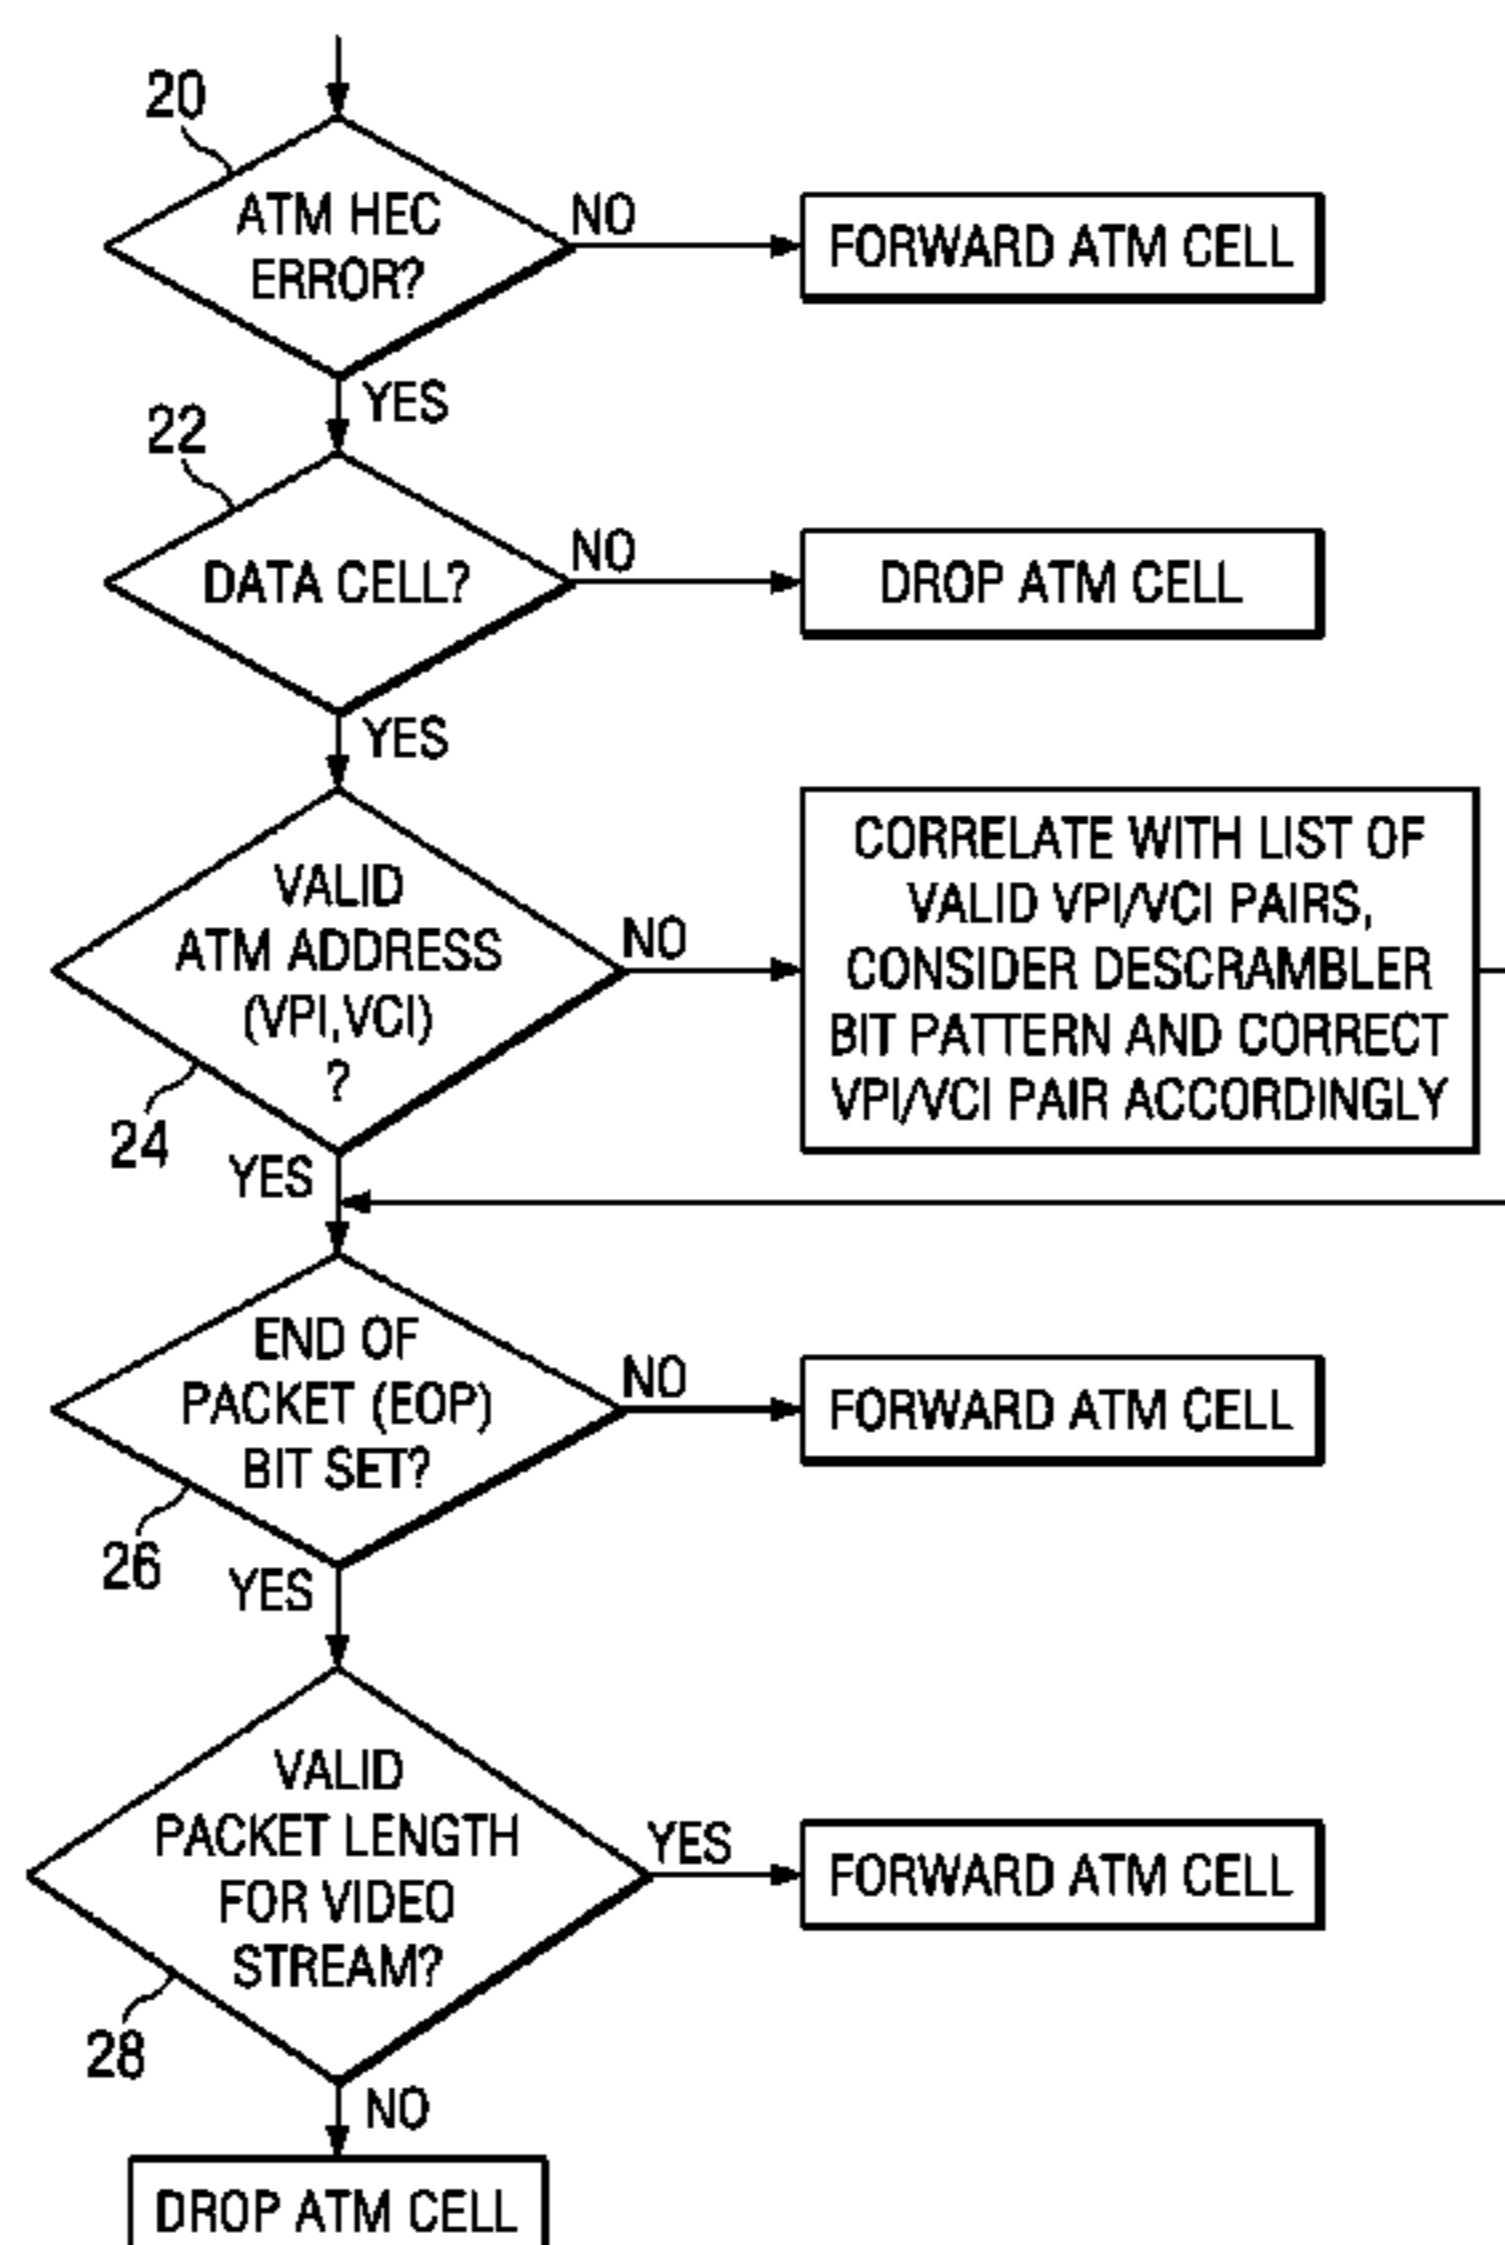 20
ATM HEC
ERROR?
NO
FORWARD ATM CELL
YES
22
DATA CELL?
NO
DROP ATM CELL
YES
VALID
ATM ADDRESS
(VPI,VCI)
?
24
NO
CORRELATE WITH LIST OF
VALID VPI/VCI PAIRS,
CONSIDER DESCRAMBLER
BIT PATTERN AND CORRECT
VPI/VCI PAIR ACCORDINGLY
YES
END OF
PACKET (EOP)
BIT SET?
26
NO
FORWARD ATM CELL
YES
VALID
PACKET LENGTH
FOR VIDEO
STREAM?
28
YES
FORWARD ATM CELL
NO
DROP ATM CELL